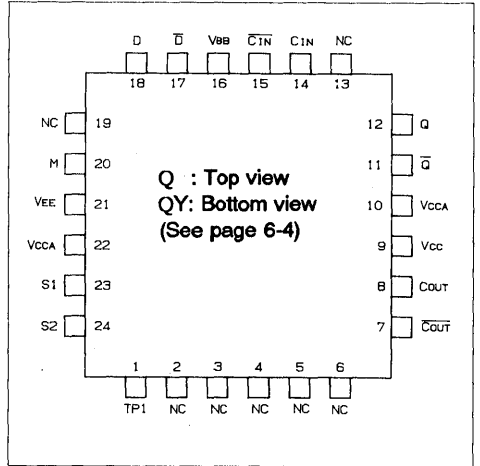 D D̅ VBB C̅I̅N̅ CIN NC
18 17 16 15 14 13
NC 19 12 Q
M 20 11 Q̅
VEE 21 10 VCCA
VCCA 22 9 VCC
S1 23 8 COUT
S2 24 7 C̅O̅U̅T̅
Q : Top view
QY: Bottom view
(See page 6-4)
1 2 3 4 5 6
TP1 NC NC NC NC NC